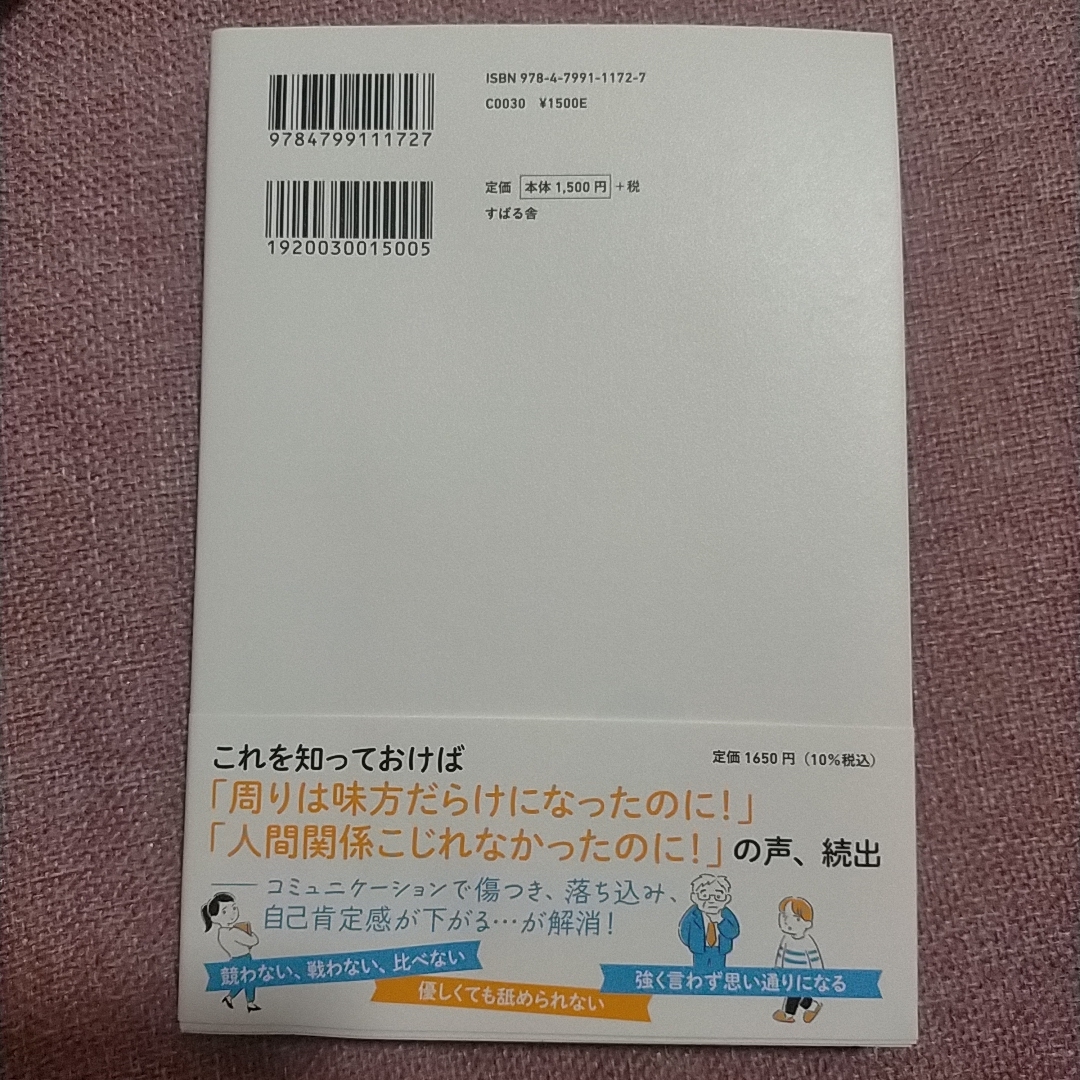 ISBN 978-4-7991-1172-7
C0030 ¥1500E
9784799111727
定価 本体 1,500 円 +税
すばる舎
1920030015005
これを知っておけば
定価 1650 円（10%税込）
「周りは味方だらけになったのに！」
「人間関係こじれなかったのに！」の声、続出
── コミュニケーションで傷つき、落ち込み、
自己肯定感が下がる…が解消！
競わない、戦わない、比べない
優しくても舐められない
強く言わず思い通りになる